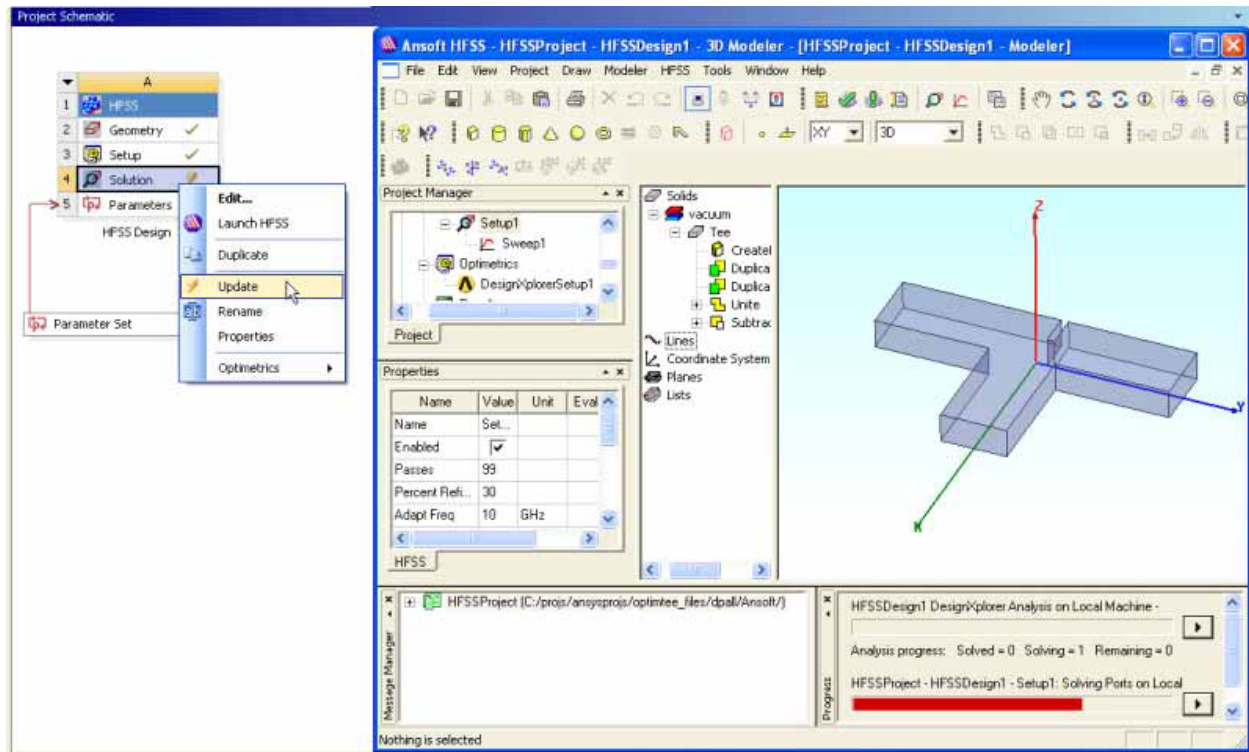 Project Schematic
A
1 HFSS
2 Geometry
3 Setup
4 Solution
5 Parameters
HFSS Design
Parameter Set
Edit...
Launch HFSS
Duplicate
Update
Rename
Properties
Optimetrics
Ansoft HFSS - HFSSProject - HFSSDesign1 - 3D Modeler - [HFSSProject - HFSSDesign1 - Modeler]
File Edit View Project Draw Modeler HFSS Tools Window Help
XY 3D
Project Manager
Setup1
Sweep1
Optimetrics
DesignXplorerSetup1
Project
Properties
Name Value Unit Eval
Name Set...
Enabled
Passes 99
Percent Refi...  30
Adapt Freq 10 GHz
HFSS
Solids
vacuum
Tee
Duplica
Duplica
Unite
Subtrac
Lines
Coordinate System
Planes
Lists
Z
Y
Message Manager
HFSSProject (C:/projs/ansysprojs/optimtee_files/dpall/Ansoft/)
Progress
HFSSDesign1 DesignXplorer Analysis on Local Machine -
Analysis progress: Solved = 0 Solving = 1 Remaining = 0
HFSSProject - HFSSDesign1 - Setup1: Solving Ports on Local
Nothing is selected